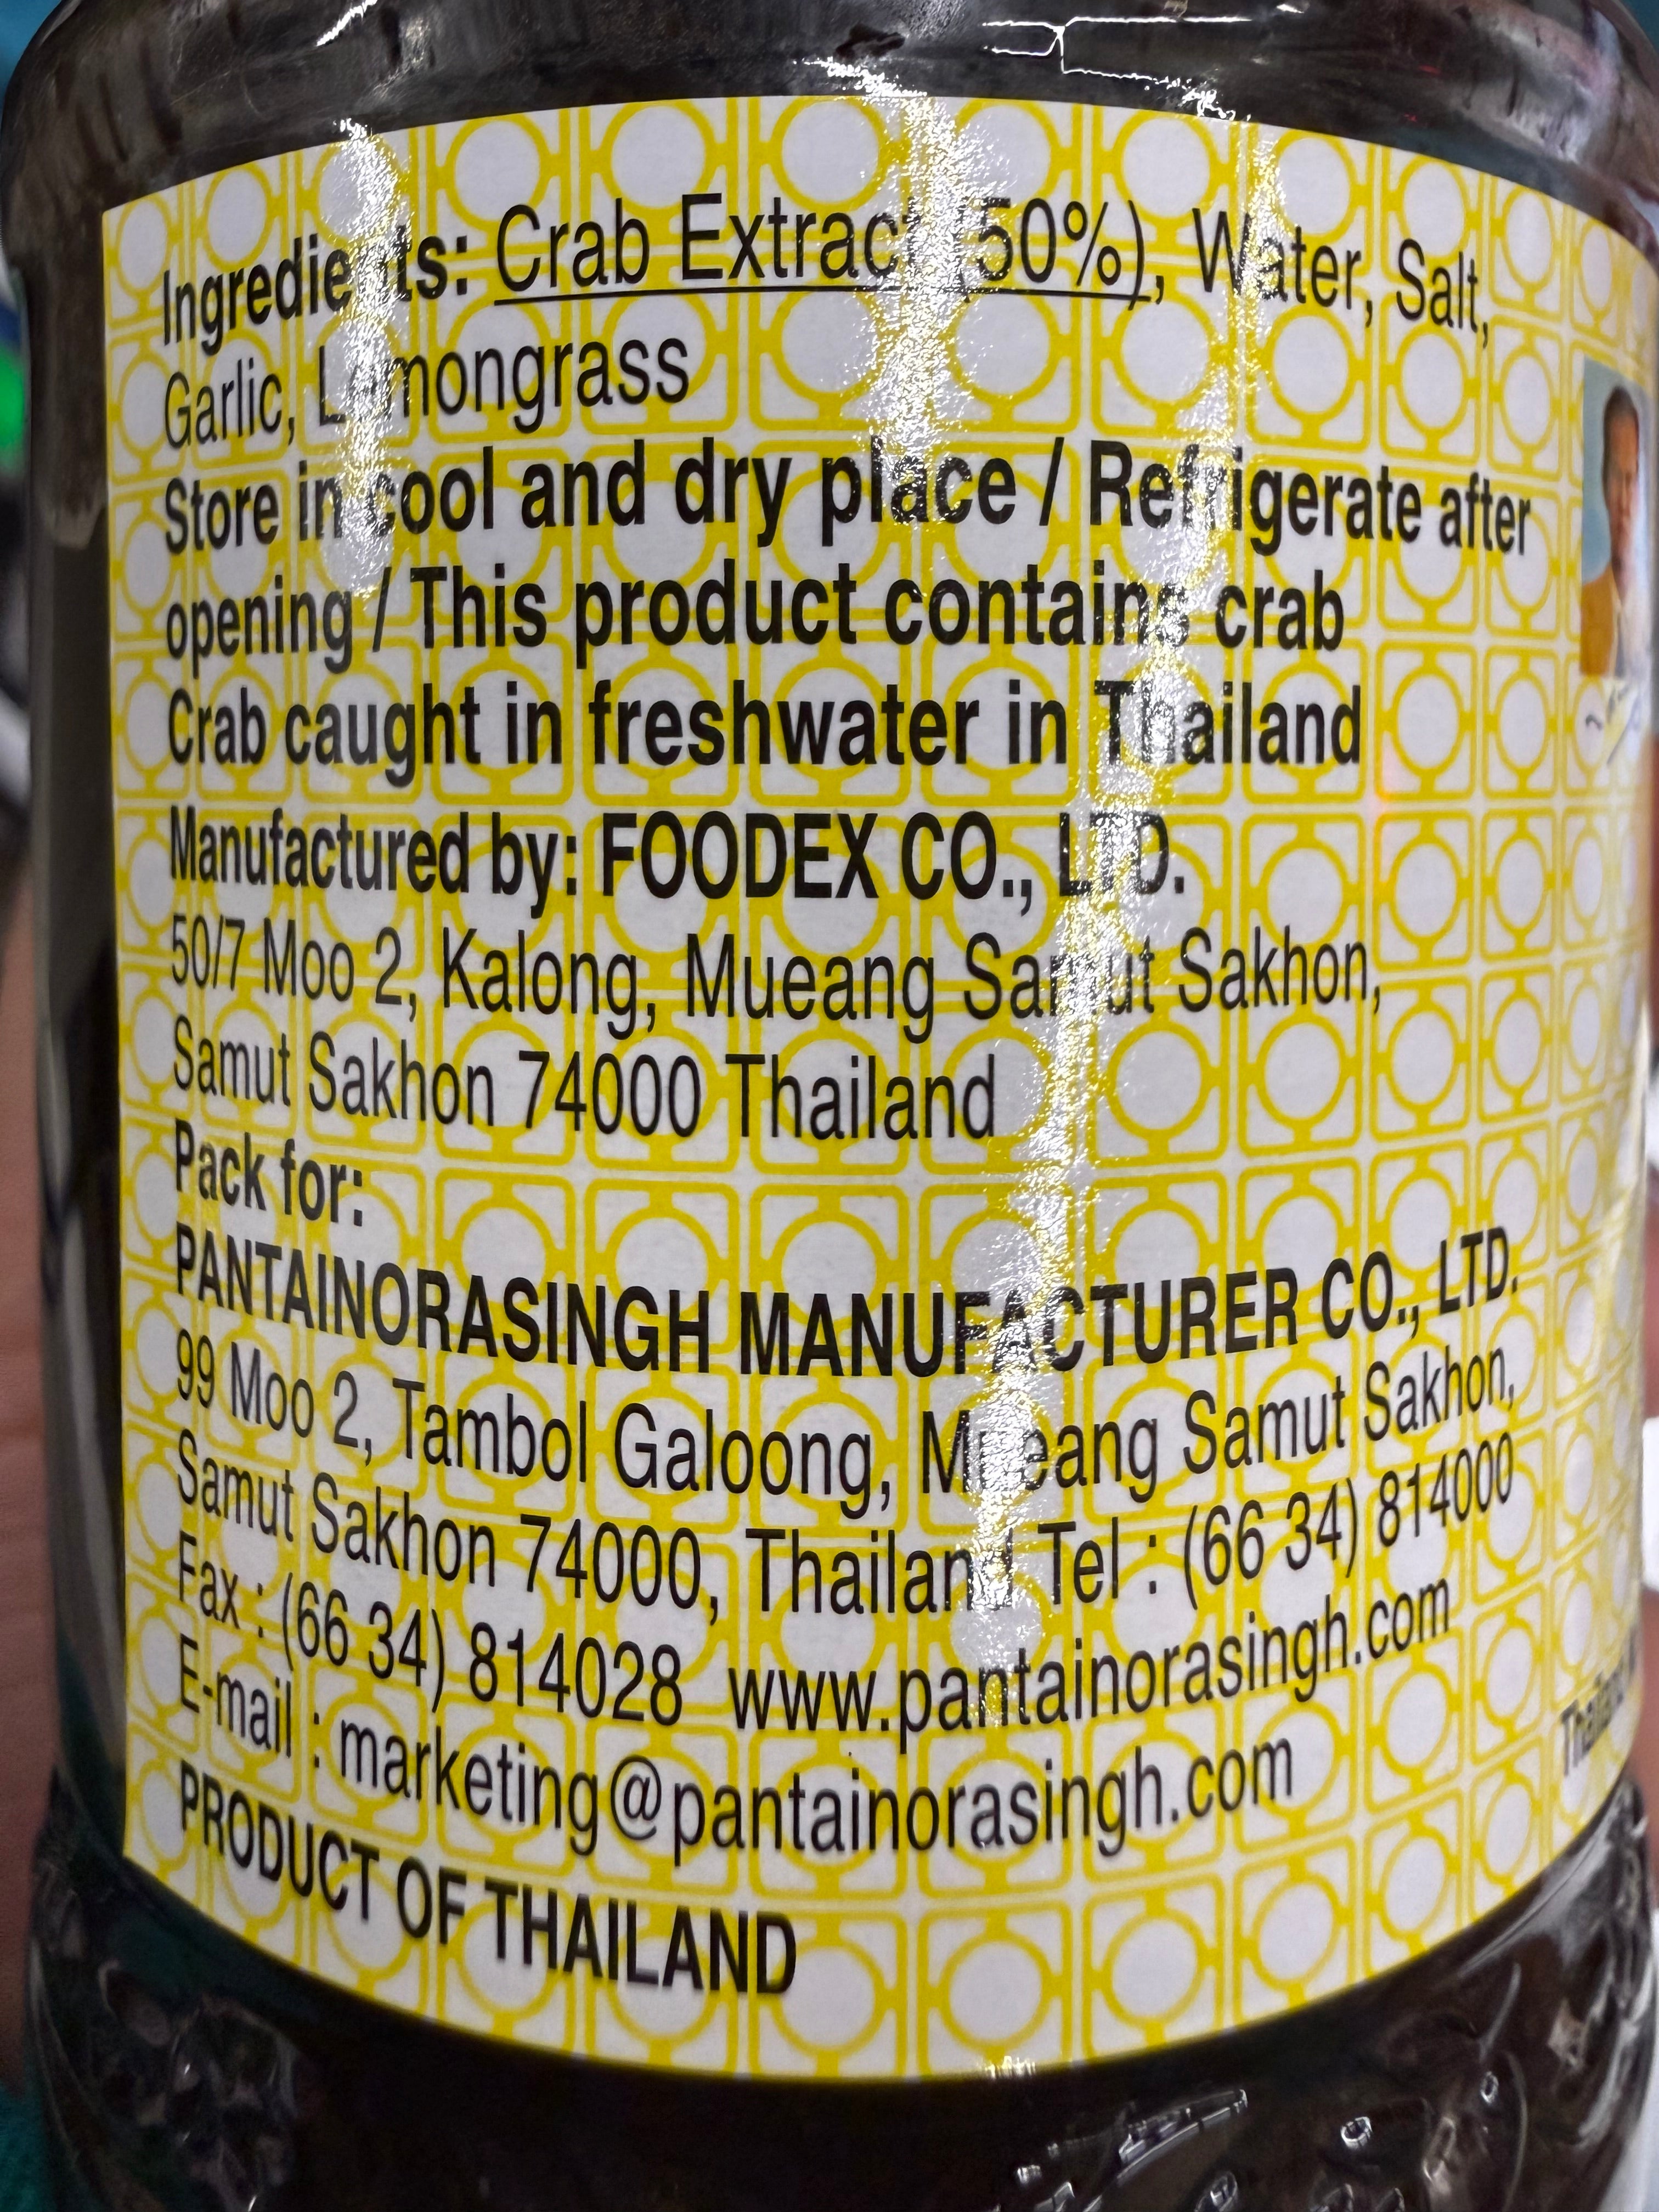 Ingredients: Crab Extract (50%), Water, Salt,
Garlic, Lemongrass
Store in cool and dry place / Refrigerate after
opening / This product contains crab
Crab caught in freshwater in Thailand
Manufactured by: FOODEX CO., LTD.
50/7 Moo 2, Kalong, Mueang Samut Sakhon,
Samut Sakhon 74000 Thailand
Pack for:
PANTAINORASINGH MANUFACTURER CO., LTD.
99 Moo 2, Tambol Galoong, Mueang Samut Sakhon,
Samut Sakhon 74000, Thailand Tel : (66 34) 814000
Fax : (66 34) 814028 www.pantainorasingh.com
E-mail : marketing@pantainorasingh.com
PRODUCT OF THAILAND